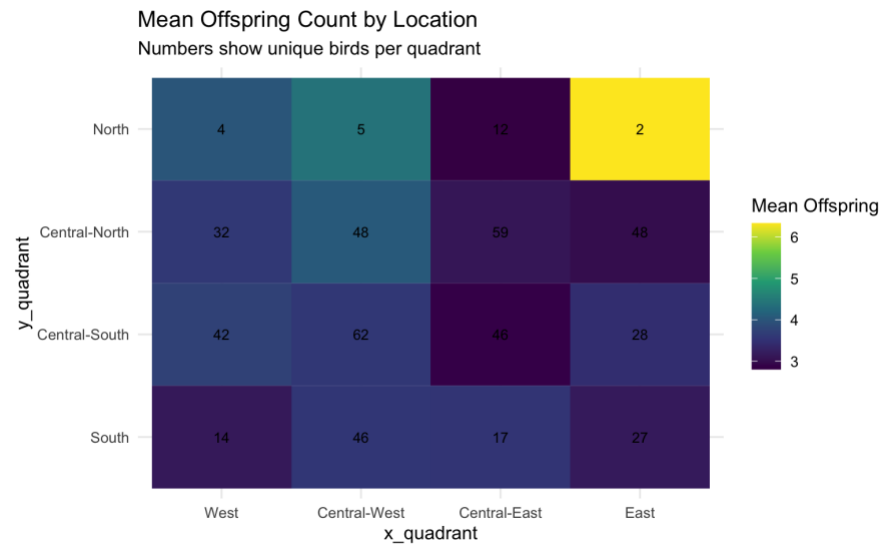 Mean Offspring Count by Location
Numbers show unique birds per quadrant
North
4
5
12
2
Central-North
32
48
59
48
Central-South
42
62
46
28
South
14
46
17
27
West
Central-West
Central-East
East
x_quadrant
y_quadrant
Mean Offspring
6
5
4
3